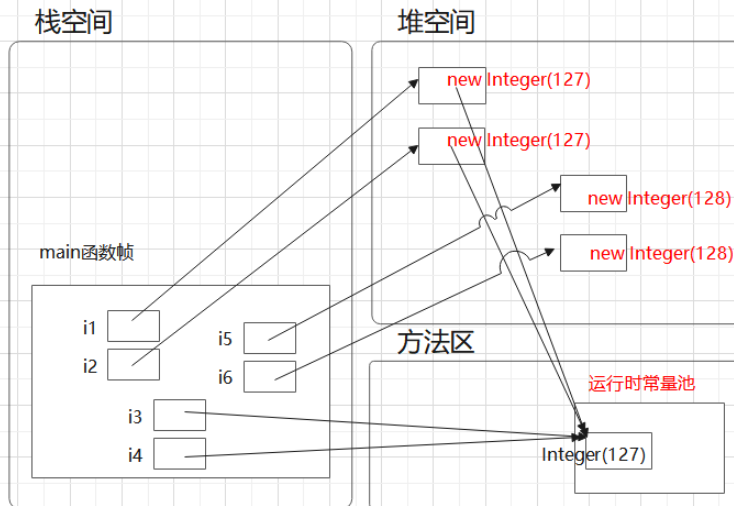 栈空间
堆空间
new Integer(127)
new Integer(127)
new Integer(128)
new Integer(128)
main函数帧
i1
i2
i5
i6
i3
i4
方法区
运行时常量池
Integer(127)